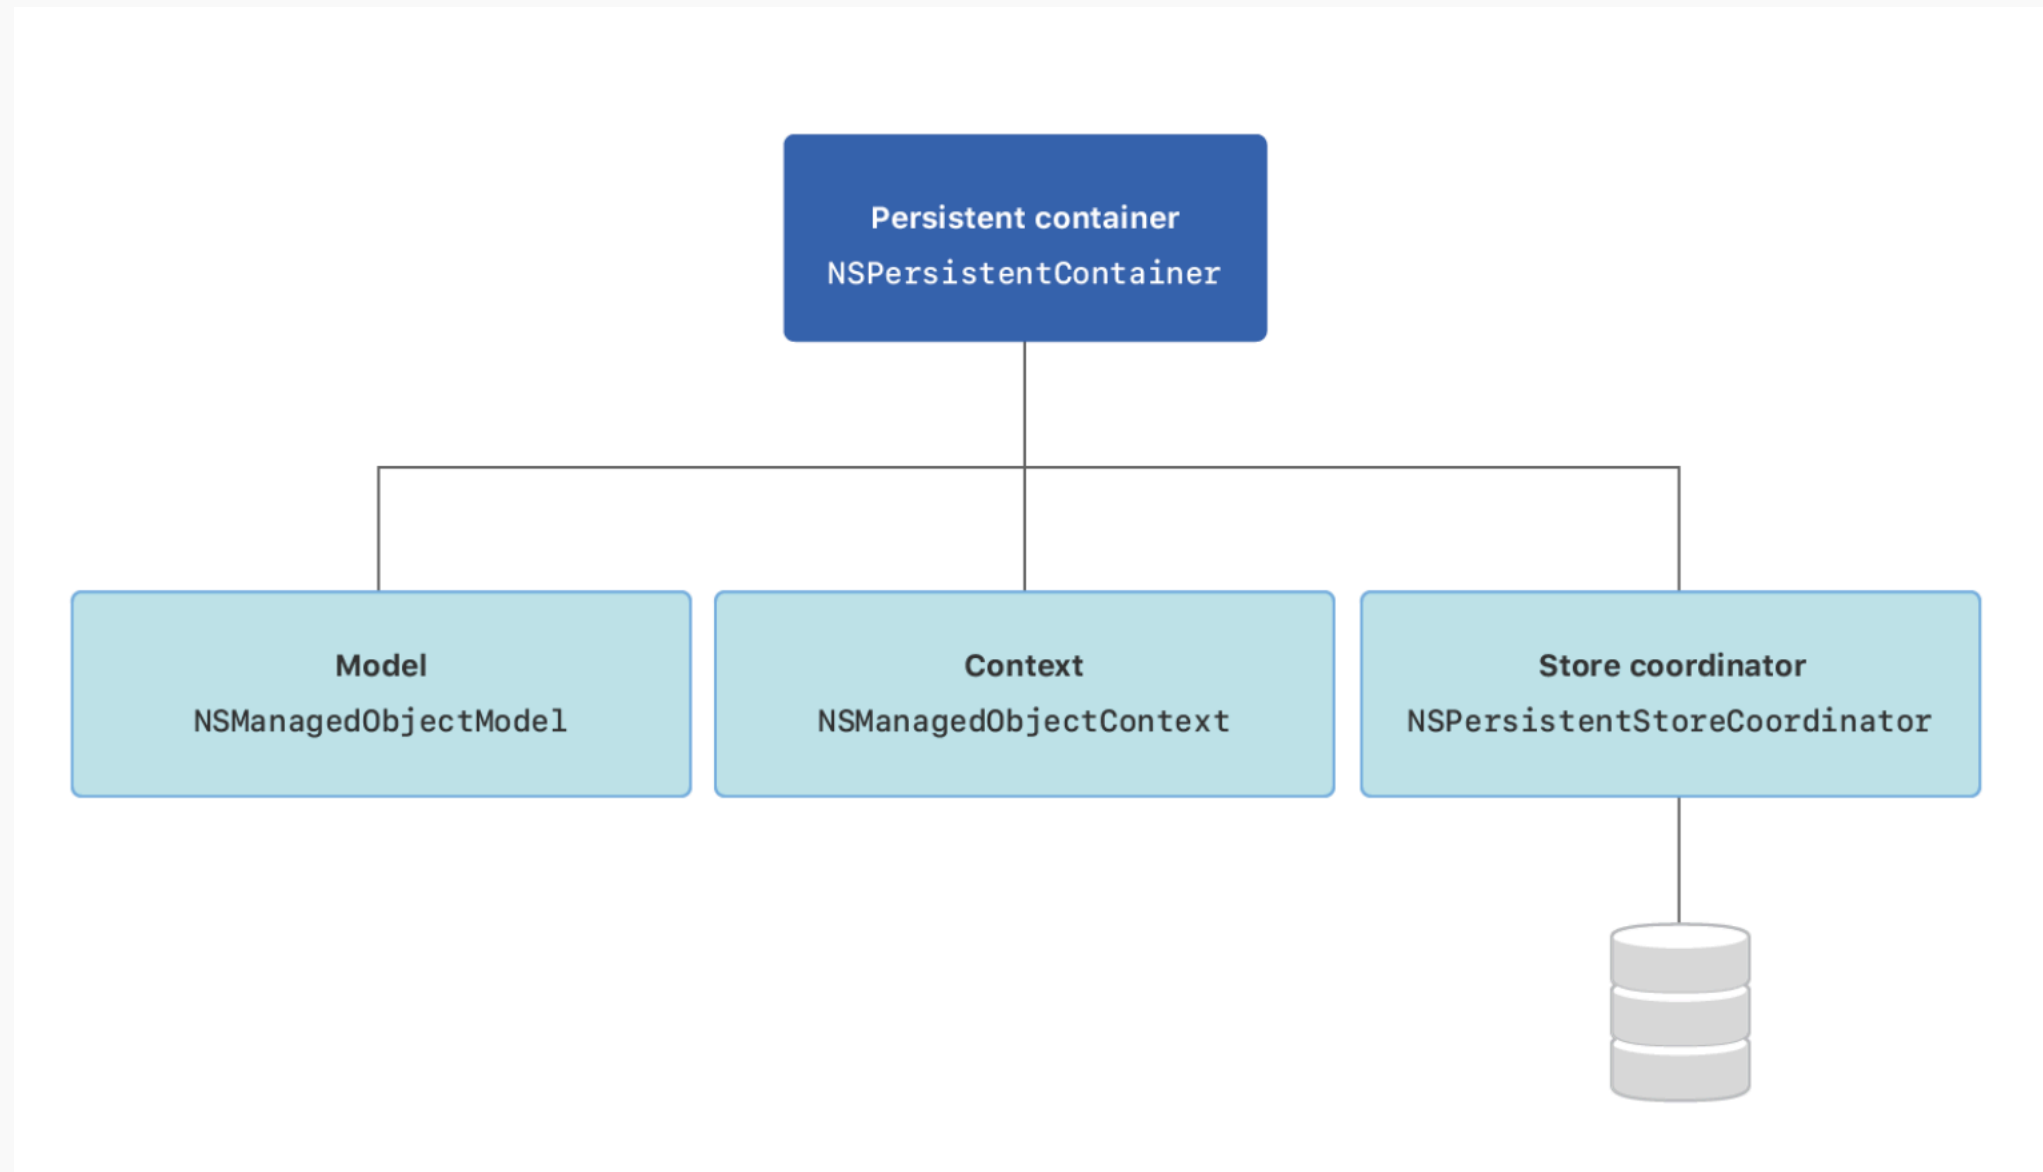 Persistent container
NSPersistentContainer
Model
NSManagedObjectModel
Context
NSManagedObjectContext
Store coordinator
NSPersistentStoreCoordinator